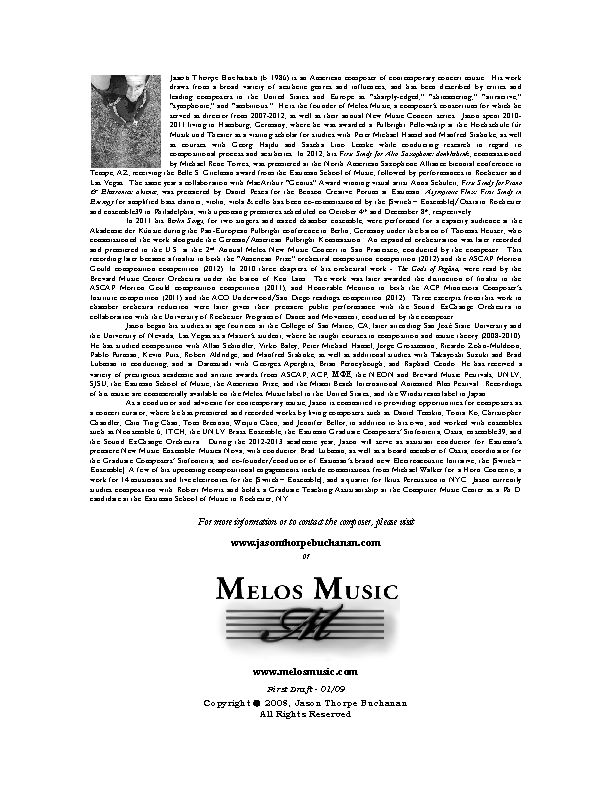 Jason Thorpe Buchanan (b. 1986) is an American composer of contemporary concert music. His work
draws from a broad variety of aesthetic genres and influences, and has been described by critics and
leading composers in the United States and Europe as "sharply-edged," "shimmering," "attractive,"
"symphonic," and "ambitious." He is the founder of Melos Music, a composer's consortium for which he
served as director from 2007-2012, as well as their annual New Music Concert series. Jason spent 2010-
2011 living in Hamburg, Germany, where he was awarded a Fulbright Fellowship at the Hochschule für
Musik und Theater as a visiting scholar for studies with Peter Michael Hamel and Manfred Stahnke, as well
as courses with Georg Hajdu and Sascha Lino Lemke while conducting research in regard to
compositional process and aesthetics. In 2012, his First Study for Alto Saxophone: doublethink, commissioned
by Michael Rene Torres, was premiered at the North American Saxophone Alliance biennial conference in
Tempe, AZ, receiving the Belle S. Gitelman award from the Eastman School of Music, followed by performances in Rochester and
Las Vegas. The same year a collaboration with MacArthur "Genius" Award winning visual artist Anna Schuleit, First Study for Piano
& Electronics: , was premiered by Daniel Pesca for the Benson Creative Forum at Eastman. Asymptotic Flux: First Study in
Entropy for amplified bass clarinet, violin, viola & cello has been co-commissioned by the [Switch~ Ensemble]/Ossia in Rochester
and ensemble39 in Philadelphia, with upcoming premieres scheduled on October 4th and December 8th, respectively.
In 2011 his Berlin Songs, for two singers and mixed chamber ensemble, were performed for a capacity audience at the
Akademie der Künste during the Pan-European Fulbright conference in Berlin, Germany under the baton of Thomas Heuser, who
commissioned the work alongside the German/American Fulbright Kommission. An expanded orchestration was later recorded
and premiered in the U.S. at the 2nd Annual Melos New Music Concert in San Francisco, conducted by the composer. This
recording later became a finalist in both the "American Prize" orchestral composition competition (2012) and the ASCAP Morton
Gould composition competition (2012). In 2010 three chapters of his orchestral work - The Gods of Pegāna, were read by the
Brevard Music Center Orchestra under the baton of Ken Lam. The work was later awarded the distinction of finalist in the
ASCAP Morton Gould composition competition (2011), and Honorable Mention in both the ACF Minnesota Composer's
Institute competition (2011) and the ACO Underwood/San Diego readings competition (2012). Three excerpts from this work in
chamber orchestra reduction were later given their premiere public performance with the Sound ExChange Orchestra in
collaboration with the University of Rochester Program of Dance and Movement, conducted by the composer.
Jason began his studies at age fourteen at the College of San Mateo, CA, later attending San José State University and
the University of Nevada, Las Vegas as a Master's student, where he taught courses in composition and music theory (2008-2010).
He has studied composition with Allan Schindler, Virko Baley, Peter Michael Hamel, Jorge Grossmann, Ricardo Zohn-Muldoon,
Pablo Furman, Kevin Puts, Robert Aldridge, and Manfred Stahnke, as well as additional studies with Takayoshi Suzuki and Brad
Lubman in conducting, and at Darmstadt with Georges Aperghis, Brian Ferneyhough, and Raphaël Cendo. He has received a
variety of prestigious academic and artistic awards from ASCAP, ACF, ΜΦΕ, the NEON and Brevard Music Festivals, UNLV,
SJSU, the Eastman School of Music, the American Prize, and the Miami Beach International Animated Film Festival. Recordings
of his music are commercially available on the Melos Music label in the United States, and the Windstream label in Japan.
As a conductor and advocate for contemporary music, Jason is committed to providing opportunities for composers as
a concert curator, where he has premiered and recorded works by living composers such as Daniel Temkin, Tonia Ko, Christopher
Chandler, Chin Ting Chan, Tom Brennan, Weijun Chen, and Jennifer Bellor, in addition to his own, and worked with ensembles
such as Nonsemble 6, ITCH, the UNLV Brass Ensemble, the Eastman Graduate Composers' Sinfonietta, Ossia, ensemble39, and
the Sound ExChange Orchestra. During the 2012-2013 academic year, Jason will serve as assistant conductor for Eastman's
premiere New Music Ensemble: Musica Nova, with conductor Brad Lubman, as well as a board member of Ossia, coordinator for
the Graduate Composers' Sinfonietta, and co-founder/conductor of Eastman's brand new Electroacoustic Initiative, the [Switch~
Ensemble]. A few of his upcoming compositional engagements include commissions from Michael Walker for a Horn Concerto, a
work for 14 musicians and live electronics for the [Switch~ Ensemble], and a quartet for Iktus Percussion in NYC. Jason currently
studies composition with Robert Morris and holds a Graduate Teaching Assistantship at the Computer Music Center as a Ph.D.
candidate at the Eastman School of Music in Rochester, NY.
For more information or to contact the composer, please visit
www.jasonthorpebuchanan.com
or
MELOS MUSIC
M
www.melosmusic.com
First Draft - 01/09
Copyright © 2008, Jason Thorpe Buchanan
All Rights Reserved